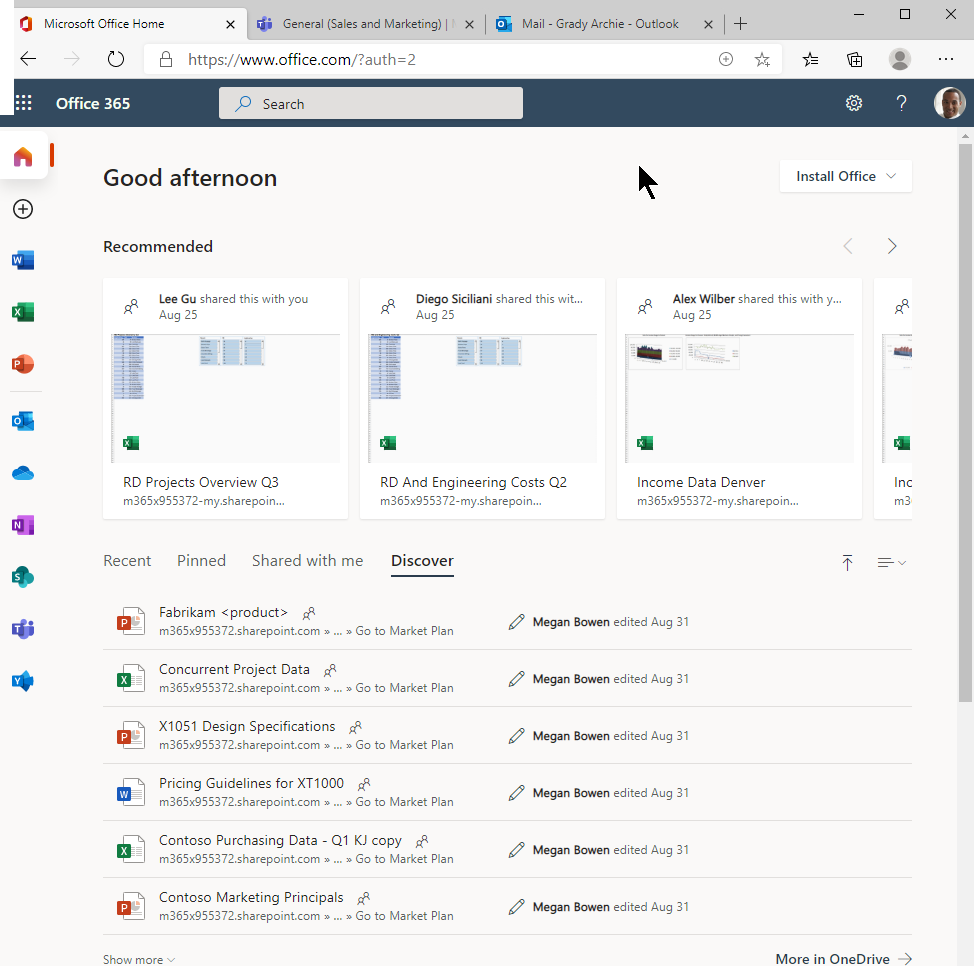 Microsoft Office Home
General (Sales and Marketing) |
Mail - Grady Archie - Outlook
https://www.office.com/?auth=2
Office 365
Search
?
Good afternoon
Install Office
Recommended
Lee Gu shared this with you
Aug 25
Diego Siciliani shared this wit...
Aug 25
Alex Wilber shared this with y...
Aug 25
RD Projects Overview Q3
m365x955372-my.sharepoin...
RD And Engineering Costs Q2
m365x955372-my.sharepoin...
Income Data Denver
m365x955372-my.sharepoin...
Inc
m3
Recent
Pinned
Shared with me
Discover
Fabrikam <product>
m365x955372.sharepoint.com » ... » Go to Market Plan
Megan Bowen edited Aug 31
Concurrent Project Data
m365x955372.sharepoint.com » ... » Go to Market Plan
Megan Bowen edited Aug 31
X1051 Design Specifications
m365x955372.sharepoint.com » ... » Go to Market Plan
Megan Bowen edited Aug 31
Pricing Guidelines for XT1000
m365x955372.sharepoint.com » ... » Go to Market Plan
Megan Bowen edited Aug 31
Contoso Purchasing Data - Q1 KJ copy
m365x955372.sharepoint.com » ... » Go to Market Plan
Megan Bowen edited Aug 31
Contoso Marketing Principals
m365x955372.sharepoint.com » ... » Go to Market Plan
Megan Bowen edited Aug 31
Show more
More in OneDrive